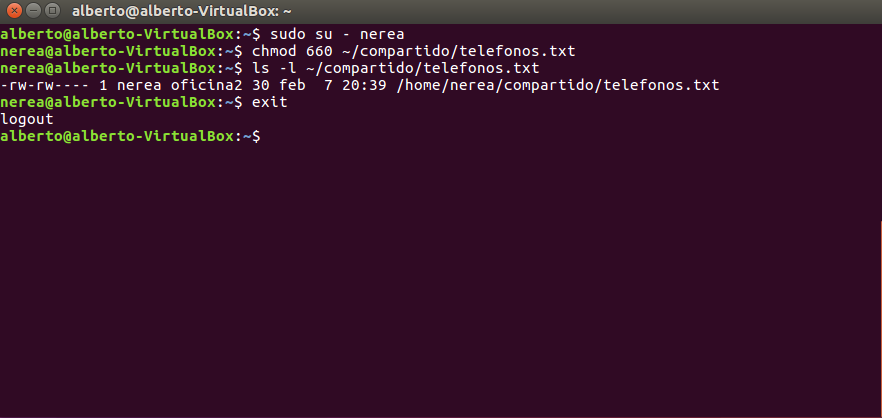 alberto@alberto-VirtualBox: ~
alberto@alberto-VirtualBox:~$ sudo su - nerea
nerea@alberto-VirtualBox:~$ chmod 660 ~/compartido/telefonos.txt
nerea@alberto-VirtualBox:~$ ls -l ~/compartido/telefonos.txt
-rw-rw---- 1 nerea oficina2 30 feb  7 20:39 /home/nerea/compartido/telefonos.txt
nerea@alberto-VirtualBox:~$ exit
logout
alberto@alberto-VirtualBox:~$